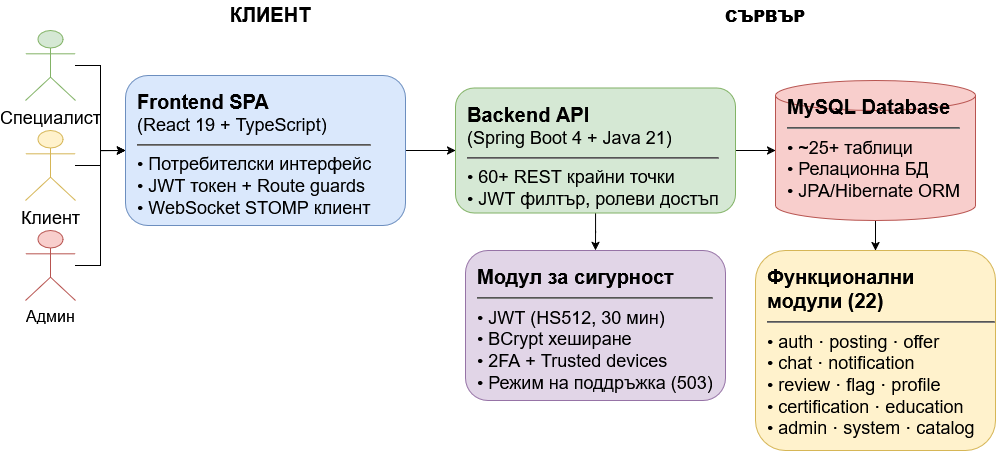 КЛИЕНТ
СЪРВЪР
Специалист
Клиент
Админ
Frontend SPA
(React 19 + TypeScript)
• Потребителски интерфейс
• JWT токен + Route guards
• WebSocket STOMP клиент
Backend API
(Spring Boot 4 + Java 21)
• 60+ REST крайни точки
• JWT филтър, ролеви достъп
MySQL Database
• ~25+ таблици
• Релационна БД
• JPA/Hibernate ORM
Модул за сигурност
• JWT (HS512, 30 мин)
• BCrypt хеширане
• 2FA + Trusted devices
• Режим на поддръжка (503)
Функционални
модули (22)
• auth · posting · offer
• chat · notification
• review · flag · profile
• certification · education
• admin · system · catalog